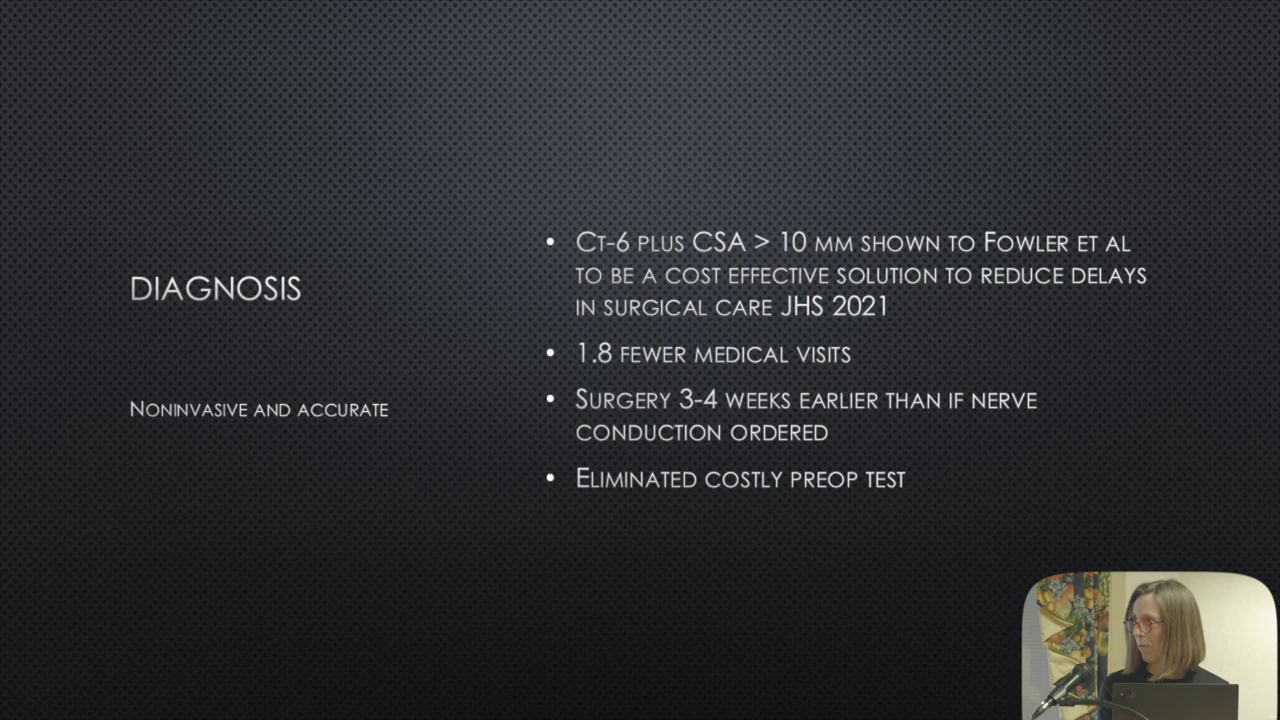 DIAGNOSIS
NONINVASIVE AND ACCURATE
• CT-6 PLUS CSA > 10 MM SHOWN TO FOWLER ET AL
TO BE A COST EFFECTIVE SOLUTION TO REDUCE DELAYS
IN SURGICAL CARE JHS 2021
• 1.8 FEWER MEDICAL VISITS
• SURGERY 3-4 WEEKS EARLIER THAN IF NERVE
CONDUCTION ORDERED
• ELIMINATED COSTLY PREOP TEST